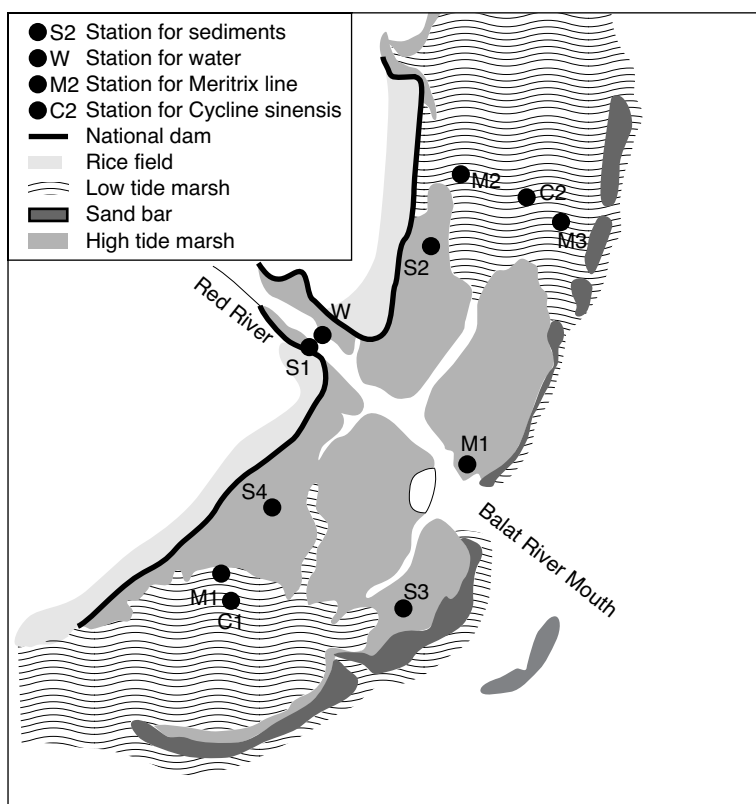 S2 Station for sediments
W Station for water
M2 Station for Meritrix line
C2 Station for Cycline sinensis
National dam
Rice field
Low tide marsh
Sand bar
High tide marsh
M2
C2
M3
S2
Red River
W
S1
M1
S4
Balat River Mouth
M1
C1
S3